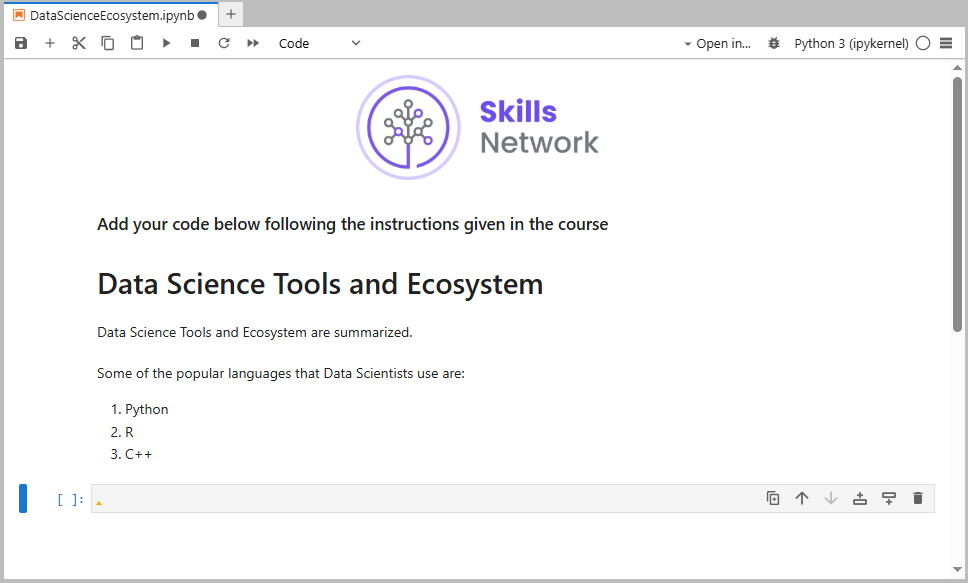 DataScienceEcosystem.ipynb
Code
Open in...
Python 3 (ipykernel)
Skills
Network
Add your code below following the instructions given in the course
Data Science Tools and Ecosystem
Data Science Tools and Ecosystem are summarized.
Some of the popular languages that Data Scientists use are:
1. Python
2. R
3. C++
[ ]: